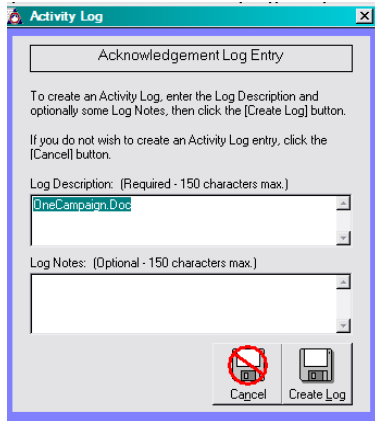 Activity Log
Acknowledgement Log Entry
To create an Activity Log, enter the Log Description and
optionally some Log Notes, then click the [Create Log] button.
If you do not wish to create an Activity Log entry, click the
[Cancel] button.
Log Description: (Required - 150 characters max.)
OneCampaign.Doc
Log Notes: (Optional - 150 characters max.)
Cancel
Create Log